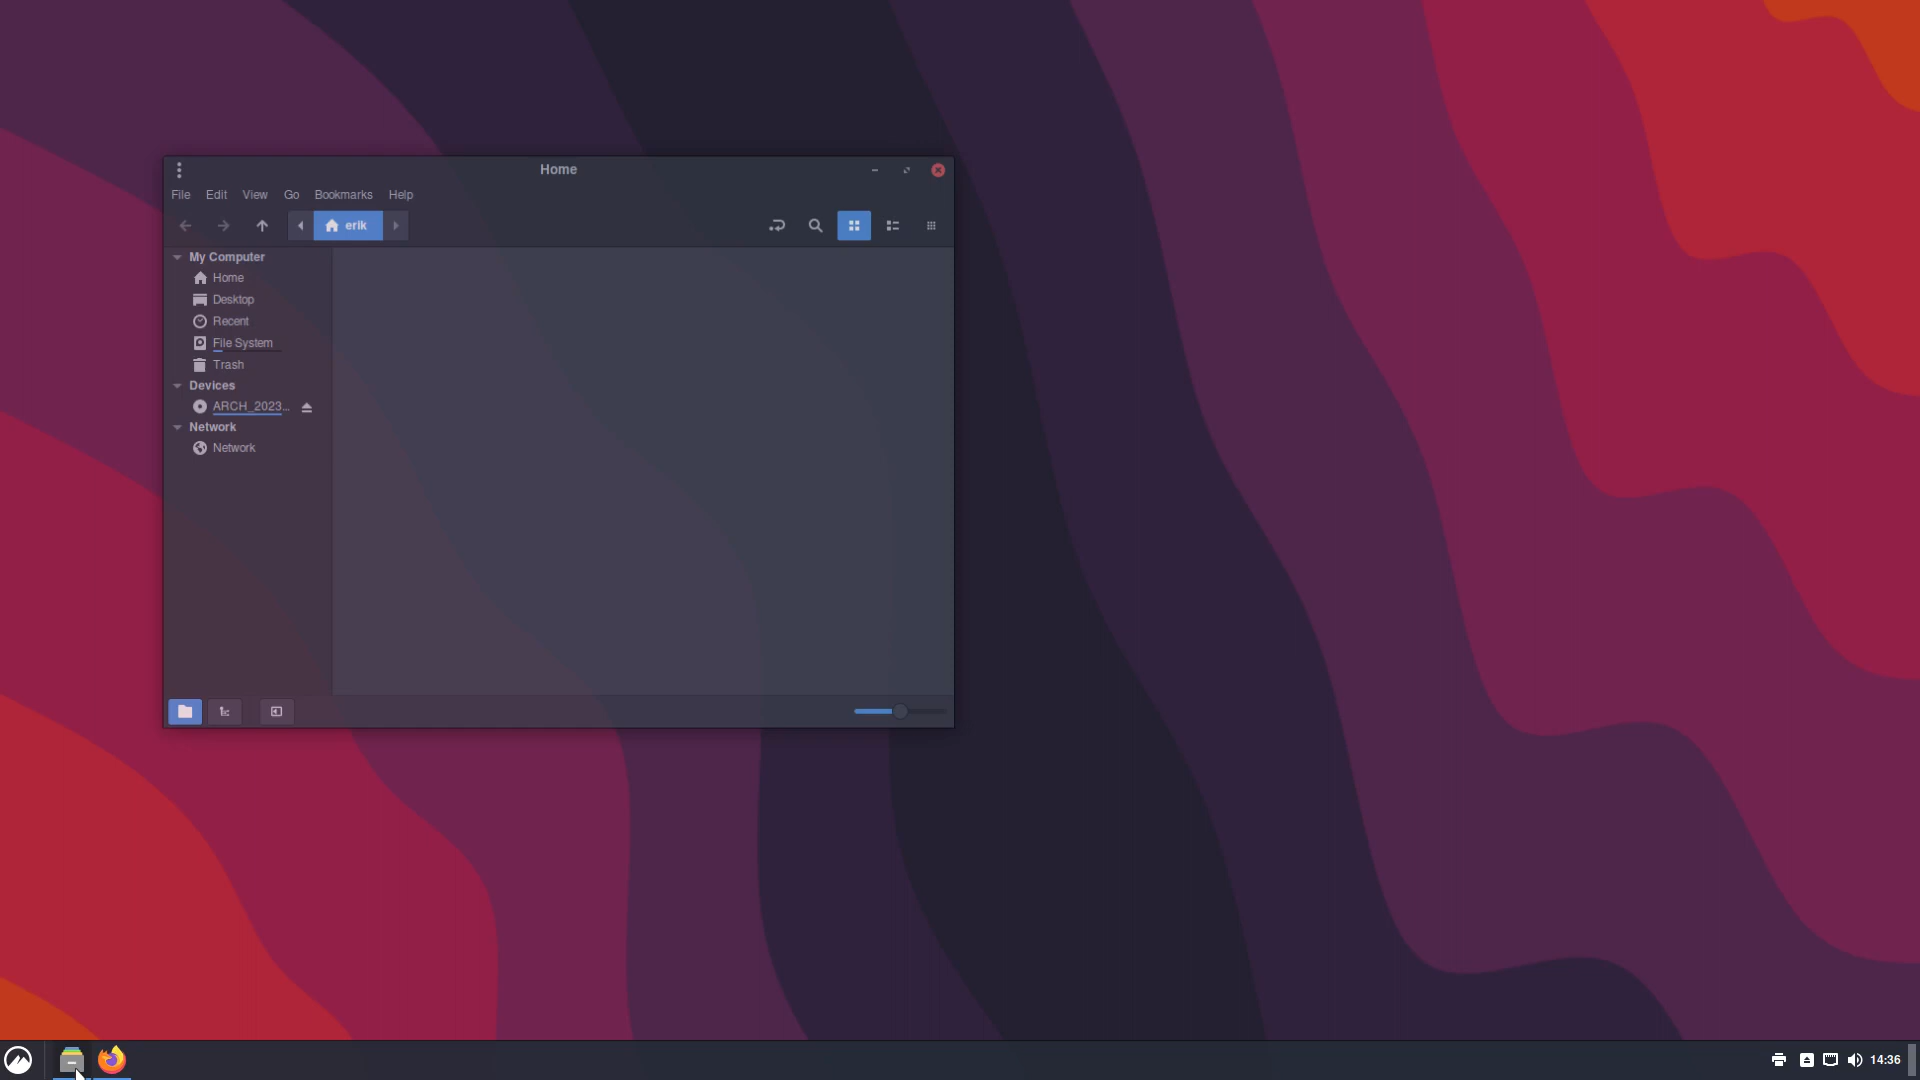 Home
File Edit View Go Bookmarks Help
erik
My Computer
Home
Desktop
Recent
File System
Trash
Devices
ARCH_2023...
Network
Network
14:36